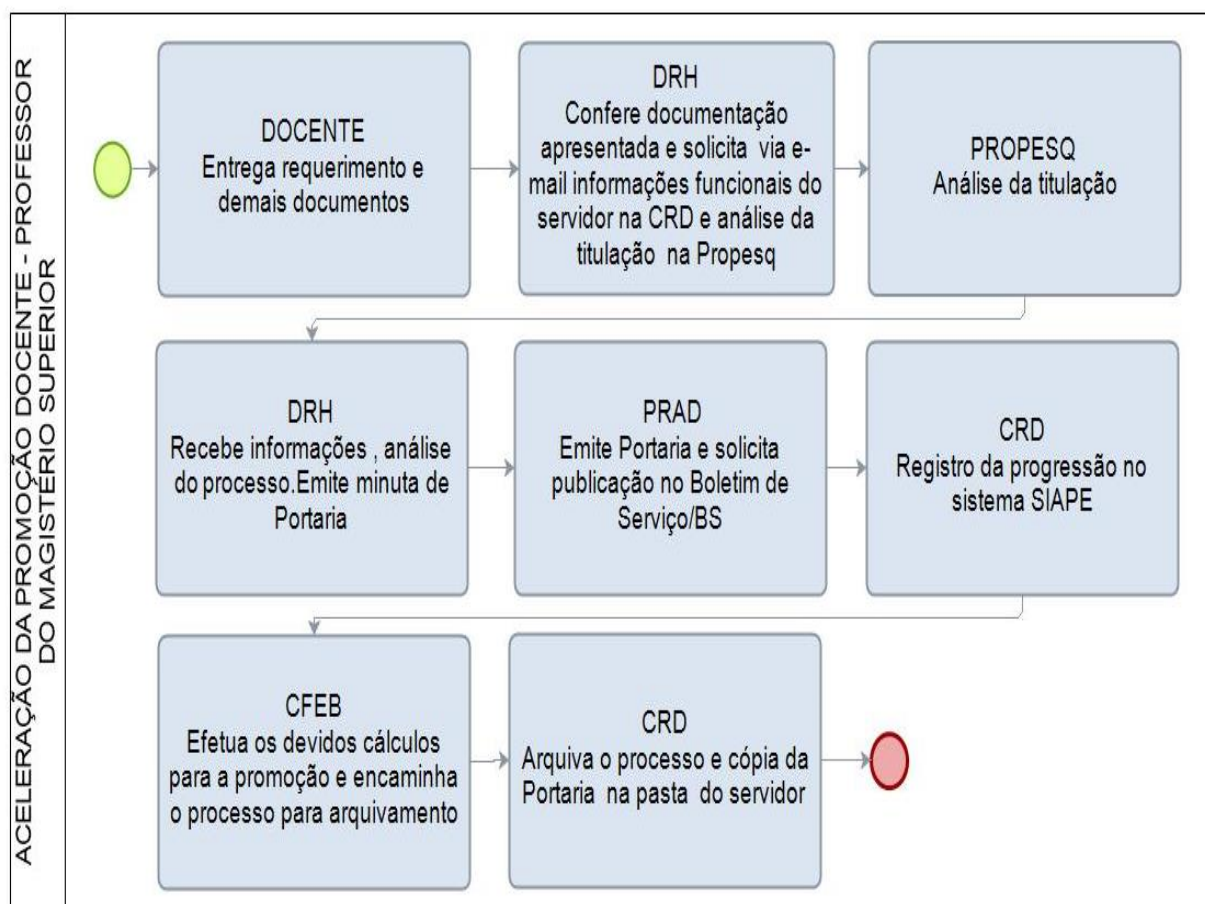 ACELERAÇÃO DA PROMOÇÃO DOCENTE - PROFESSOR
DO MAGISTÉRIO SUPERIOR
DOCENTE
Entrega requerimento e
demais documentos
DRH
Confere documentação
apresentada e solicita via e-
mail informações funcionais do
servidor na CRD e análise da
titulação na Propesq
PROPESQ
Análise da titulação
DRH
Recebe informações , análise
do processo.Emite minuta de
Portaria
PRAD
Emite Portaria e solicita
publicação no Boletim de
Serviço/BS
CRD
Registro da progressão no
sistema SIAPE
CFEB
Efetua os devidos cálculos
para a promoção e encaminha
o processo para arquivamento
CRD
Arquiva o processo e cópia da
Portaria na pasta do servidor